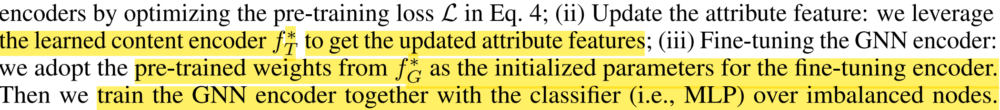 encoders by optimizing the pre-training loss ℒ in Eq. 4; (ii) Update the attribute feature: we leverage
the learned content encoder f*_T to get the updated attribute features; (iii) Fine-tuning the GNN encoder:
we adopt the pre-trained weights from f*_G as the initialized parameters for the fine-tuning encoder.
Then we train the GNN encoder together with the classifier (i.e., MLP) over imbalanced nodes.